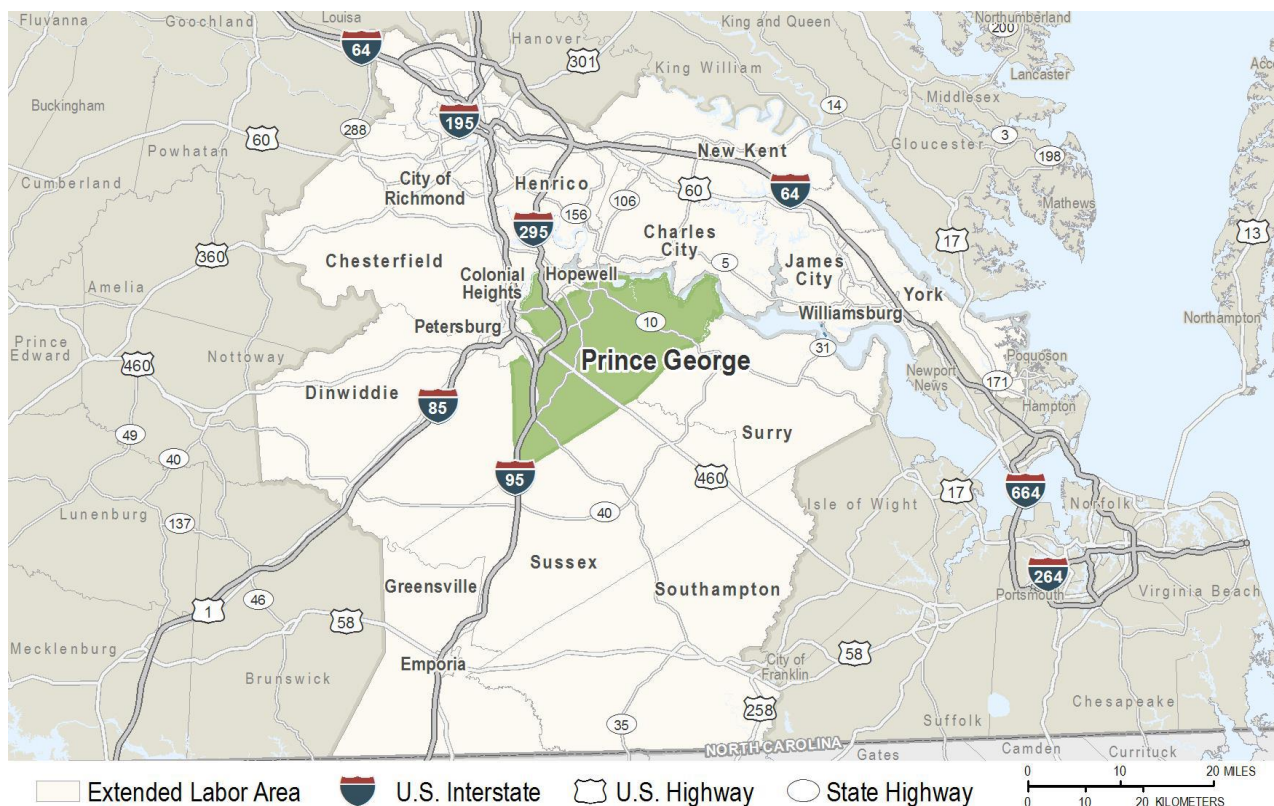 Fluvanna
Goochland
Louisa
Hanover
King and Queen
Northumberland
200
Lancaster
64
301
King William
Middlesex
Buckingham
14
3
195
288
Powhatan
60
Gloucester
198
New Kent
Cumberland
City of
Richmond
Henrico
106
60
64
Mathews
156
295
Charles
City
17
13
360
Chesterfield
5
James
City
Amelia
Colonial
Heights
Hopewell
York
Petersburg
10
Williamsburg
Northampton
Prince
Edward
Nottoway
31
460
Prince George
Poquoson
Newport
News
171
Dinwiddie
85
Hampton
49
Surry
40
95
460
17
664
Isle of Wight
Norfolk
Lunenburg
137
40
Sussex
Greensville
Southampton
264
Portsmouth
Virginia Beach
1
46
58
58
Mecklenburg
Emporia
City of
Franklin
Brunswick
258
Chesapeake
35
Suffolk
NORTH CAROLINA
Gates
Camden
Currituck
Extended Labor Area
U.S. Interstate
U.S. Highway
State Highway
0 10 20 MILES
0 10 20 KILOMETERS